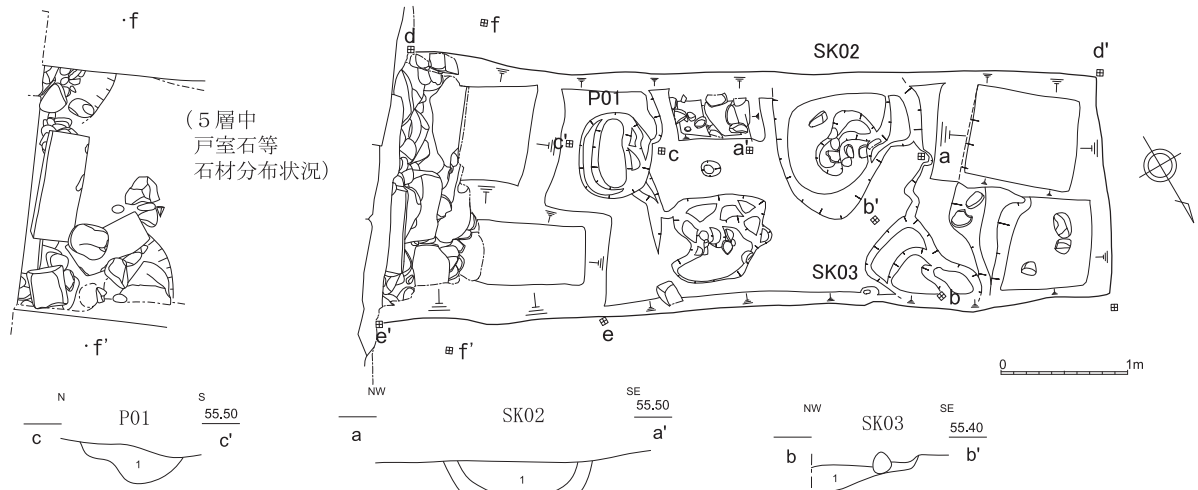 ・f
(5層中
戸室石等
石材分布状況)
・f'
d
f
SK02
d'
P01
c'
c
a'
a
b'
SK03
b
e'
e
f'
0 1m
N P01 S 55.50
c c'
1
NW SK02 SE 55.50
a a'
1
NW SK03 SE 55.40
b b'
1